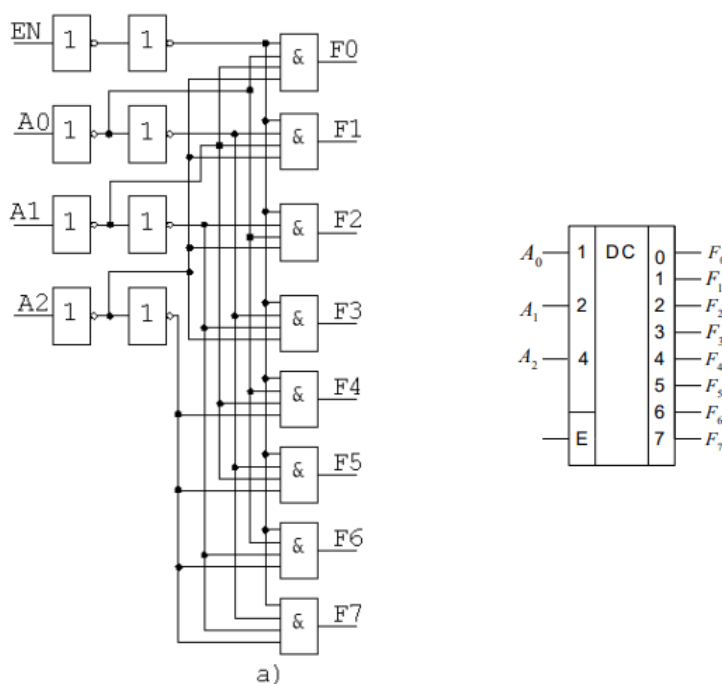 EN 1 1 & F0
A0 1 1 & F1
A1 1 1 & F2
A2 1 1 & F3
& F4
& F5
& F6
& F7
a)
A0 1 DC 0 F0
1 F1
A1 2 2 F2
3 F3
A2 4 4 F4
5 F5
6 F6
E 7 F7